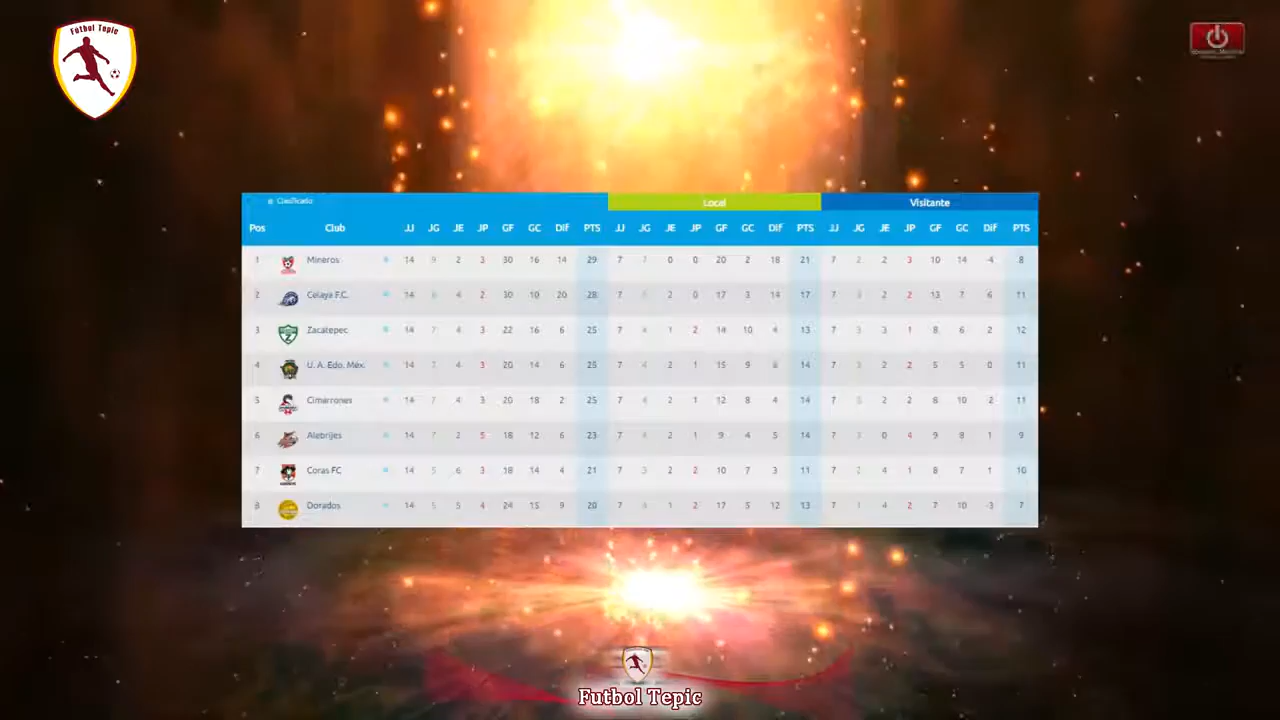 Futbol Tepic
Clasificado Local Visitante
Pos Club JJ JG JE JP GF GC Dif PTS JJ JG JE JP GF GC Dif PTS JJ JG JE JP GF GC Dif PTS
1 Mineros 14 9 2 3 30 16 14 29 7 7 0 0 20 2 18 21 7 2 2 3 10 14 -4 8
2 Celaya F.C. 14 8 4 2 30 10 20 28 7 5 2 0 17 3 14 17 7 3 2 2 13 7 6 11
3 Zacatepec 14 7 4 3 22 16 6 25 7 4 1 2 14 10 4 13 7 3 3 1 8 6 2 12
4 U. A. Edo. Méx. 14 7 4 3 20 14 6 25 7 4 2 1 15 9 6 14 7 3 2 2 5 5 0 11
5 Cimarrones 14 7 4 3 20 18 2 25 7 4 2 1 12 8 4 14 7 3 2 2 8 10 -2 11
6 Alebrijes 14 7 2 5 18 12 6 23 7 4 2 1 9 4 5 14 7 3 0 4 9 8 1 9
7 Coras FC 14 5 6 3 18 14 4 21 7 3 2 2 10 7 3 11 7 2 4 1 8 7 1 10
8 Dorados 14 5 5 4 24 15 9 20 7 4 1 2 17 5 12 13 7 1 4 2 7 10 -3 7
Futbol Tepic